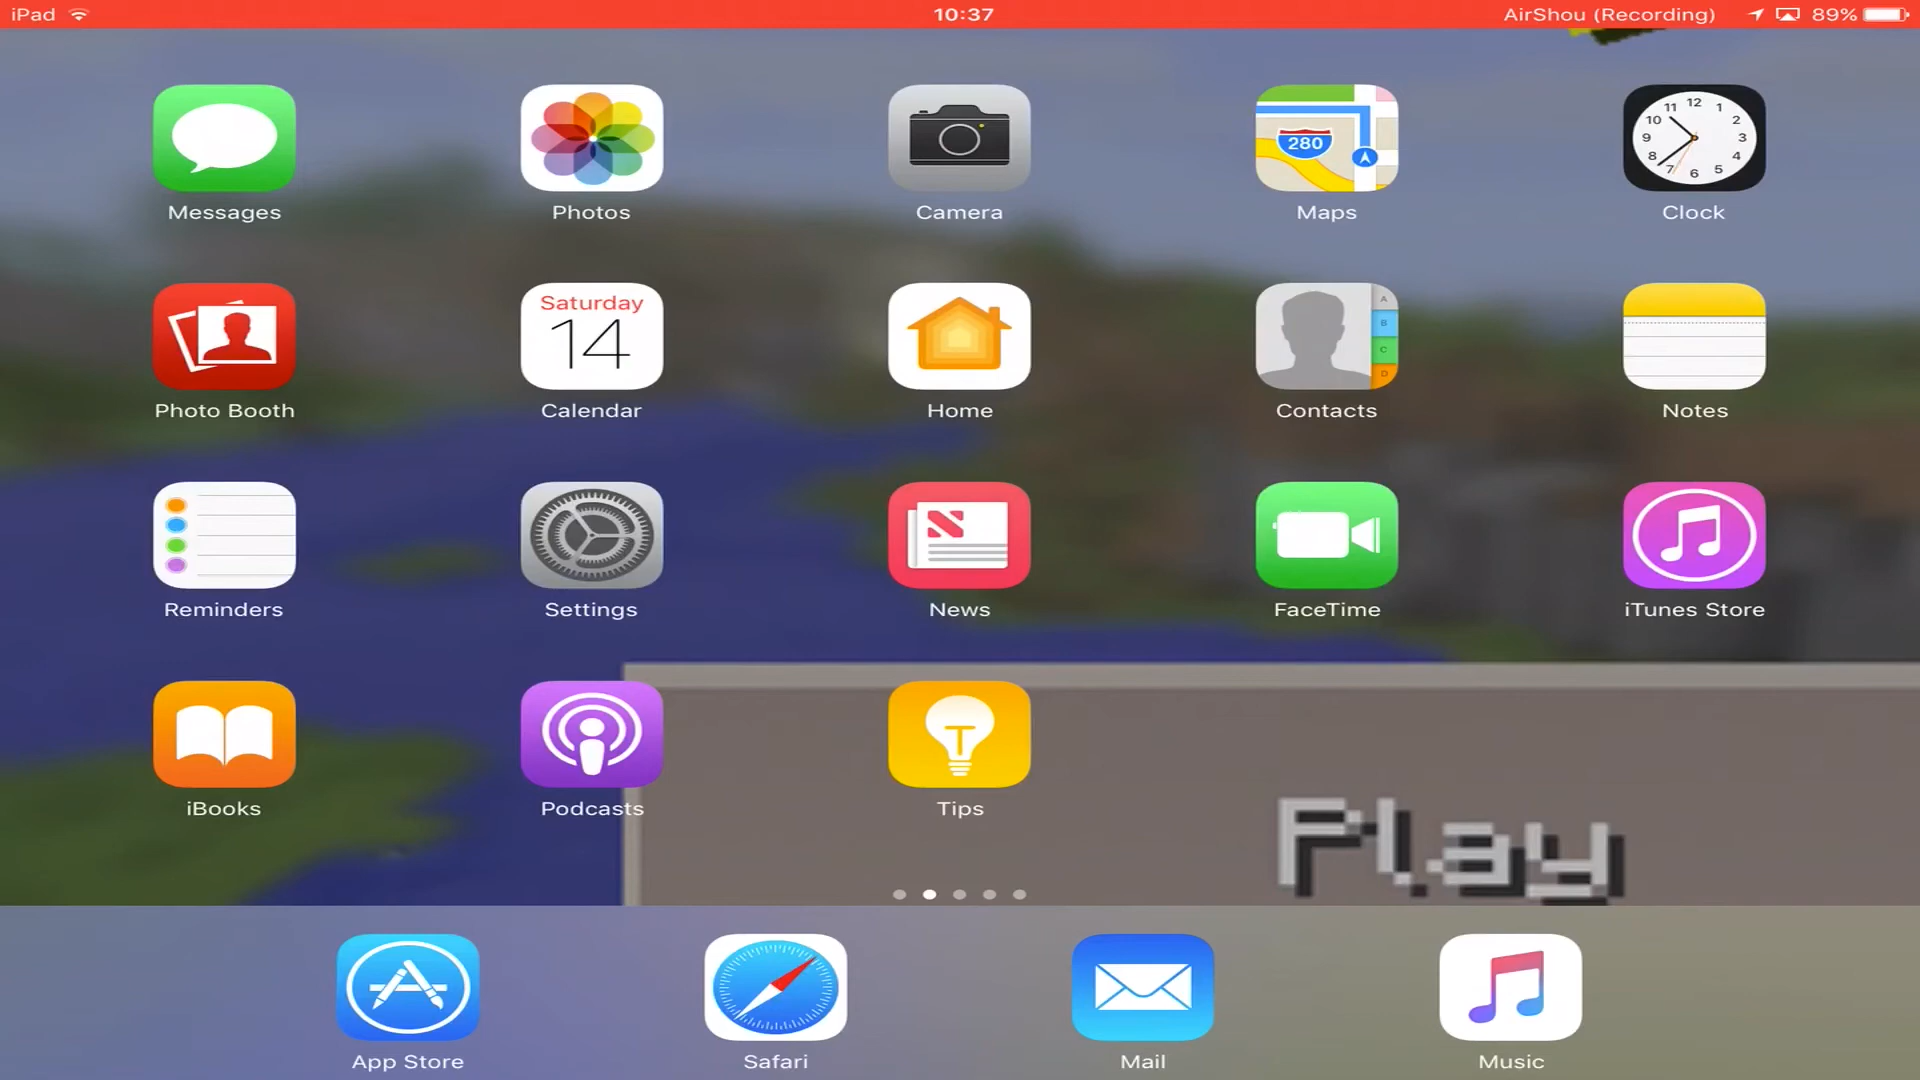 iPad 10:37 AirShou (Recording) 89%
12
11 1
10 2
9 3
8 4
7 5
6
280
Messages Photos Camera Maps Clock
Saturday
14
A
B
C
D
Photo Booth Calendar Home Contacts Notes
N
Reminders Settings News FaceTime iTunes Store
iBooks Podcasts Tips
Play
App Store Safari Mail Music